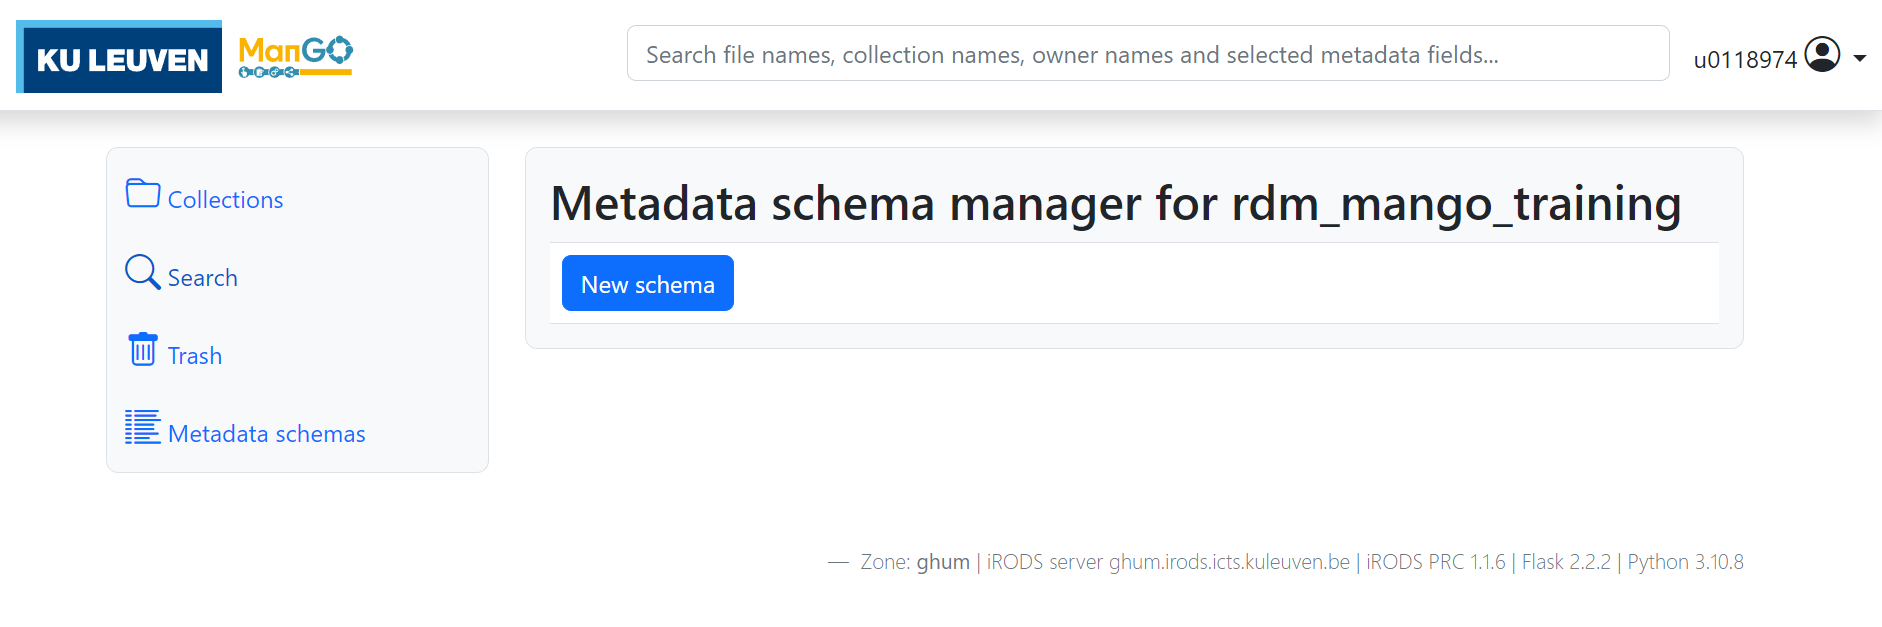 KU LEUVEN
ManGO
Search file names, collection names, owner names and selected metadata fields...
u0118974
Collections
Search
Trash
Metadata schemas
Metadata schema manager for rdm_mango_training
New schema
— Zone: ghum | iRODS server ghum.irods.icts.kuleuven.be | iRODS PRC 1.1.6 | Flask 2.2.2 | Python 3.10.8